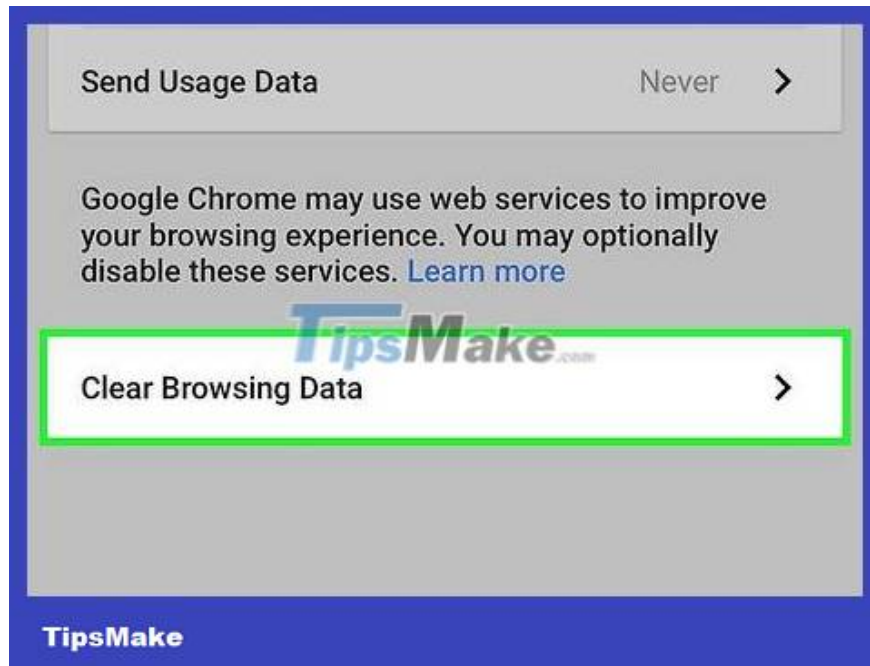 Send Usage Data Never
Google Chrome may use web services to improve
your browsing experience. You may optionally
disable these services. Learn more
TipsMake.com
Clear Browsing Data
TipsMake